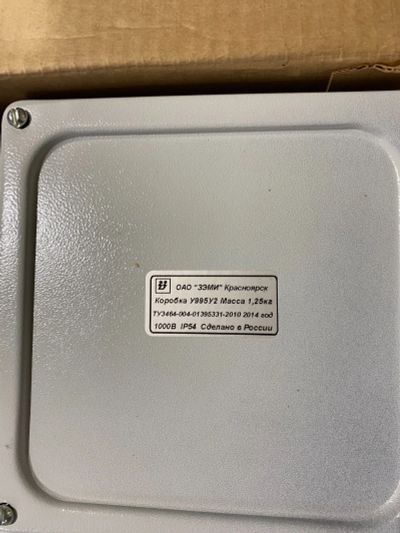 ОАО "ЗЭМИ" Красноярск
Коробка У995У2 Масса 1,25кг
ТУ3464-004-01395331-2010 2014 год
1000В IP54 Сделано в России